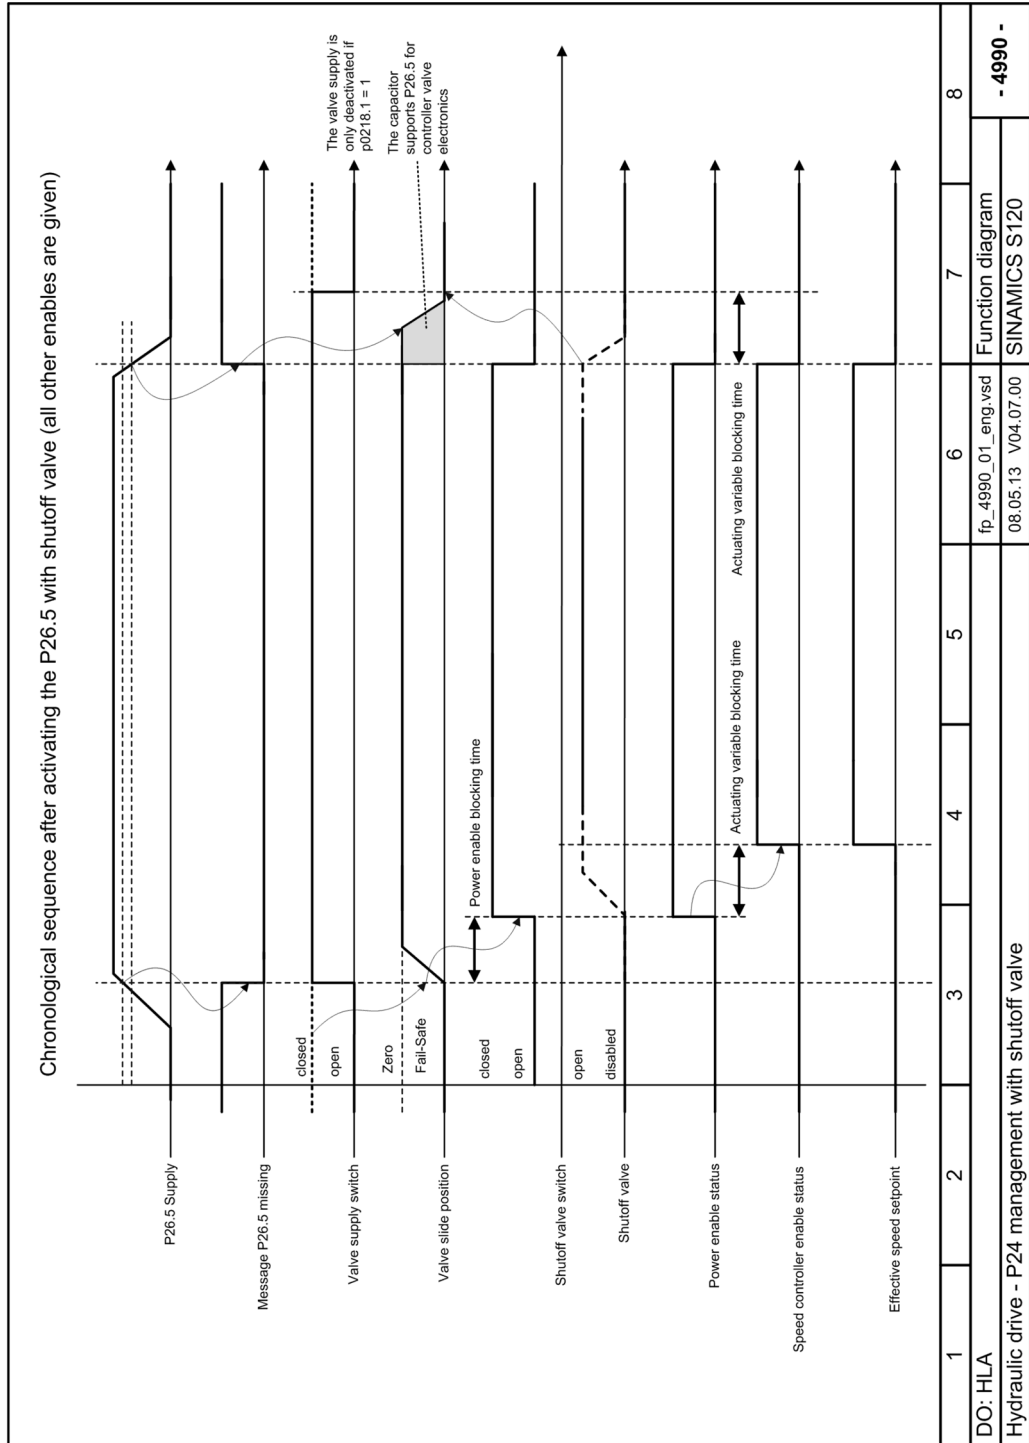 Chronological sequence after activating the P26.5 with shutoff valve (all other enables are given)
P26.5 Supply
Message P26.5 missing
closed
open
Valve supply switch
The valve supply is
only deactivated if
p0218.1 = 1
Zero
Fail-Safe
Valve slide position
The capacitor
supports P26.5 for
controller valve
electronics
Power enable blocking time
closed
open
Shutoff valve switch
open
disabled
Shutoff valve
Power enable status
Actuating variable blocking time
Actuating variable blocking time
Speed controller enable status
Effective speed setpoint
1 2 3 4 5 6 7 8
DO: HLA
fp_4990_01_eng.vsd
Function diagram
- 4990 -
Hydraulic drive - P24 management with shutoff valve
08.05.13 V04.07.00
SINAMICS S120